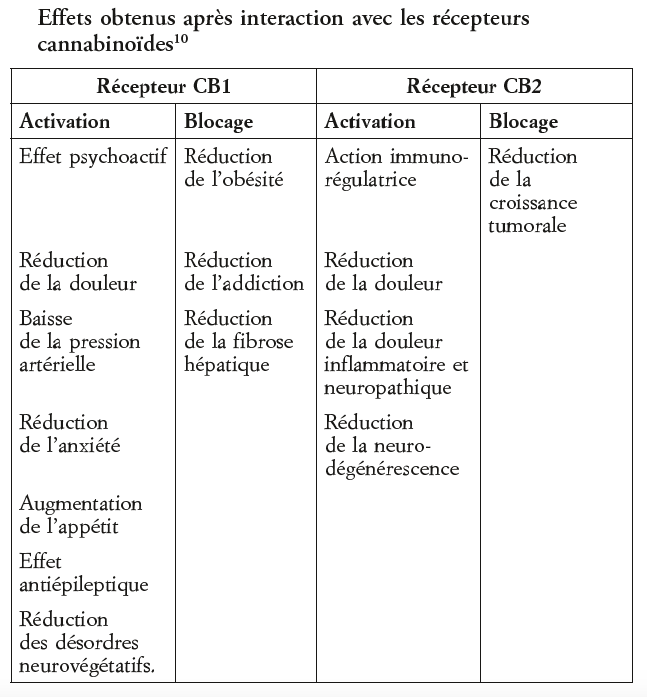 Effets obtenus après interaction avec les récepteurs
cannabinoïdes10
Récepteur CB1
Récepteur CB2
Activation
Blocage
Activation
Blocage
Effet psychoactif
Réduction
de l'obésité
Action immuno-
régulatrice
Réduction
de la
croissance
tumorale
Réduction
de la douleur
Réduction
de l'addiction
Réduction
de la douleur
Baisse
de la pression
artérielle
Réduction
de la fibrose
hépatique
Réduction
de la douleur
inflammatoire et
neuropathique
Réduction
de l'anxiété
Réduction
de la neuro-
dégénérescence
Augmentation
de l'appétit
Effet
antiépileptique
Réduction
des désordres
neurovégétatifs.